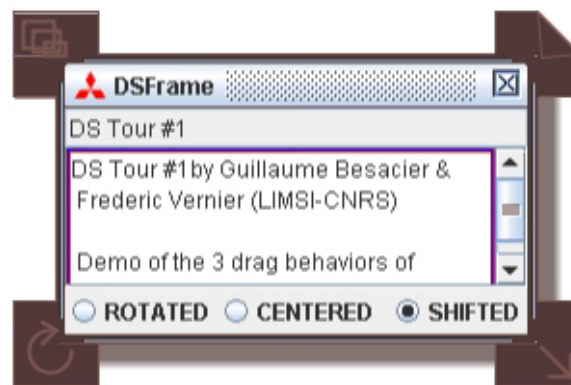 DSFrame
DS Tour #1
DS Tour #1 by Guillaume Besacier &
Frederic Vernier (LIMSI-CNRS)
Demo of the 3 drag behaviors of
ROTATED CENTERED SHIFTED